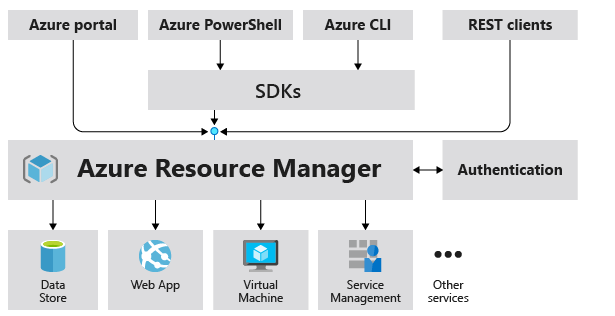 Azure portal
Azure PowerShell
Azure CLI
REST clients
SDKs
Azure Resource Manager
Authentication
Data
Store
Web App
Virtual
Machine
Service
Management
Other
services